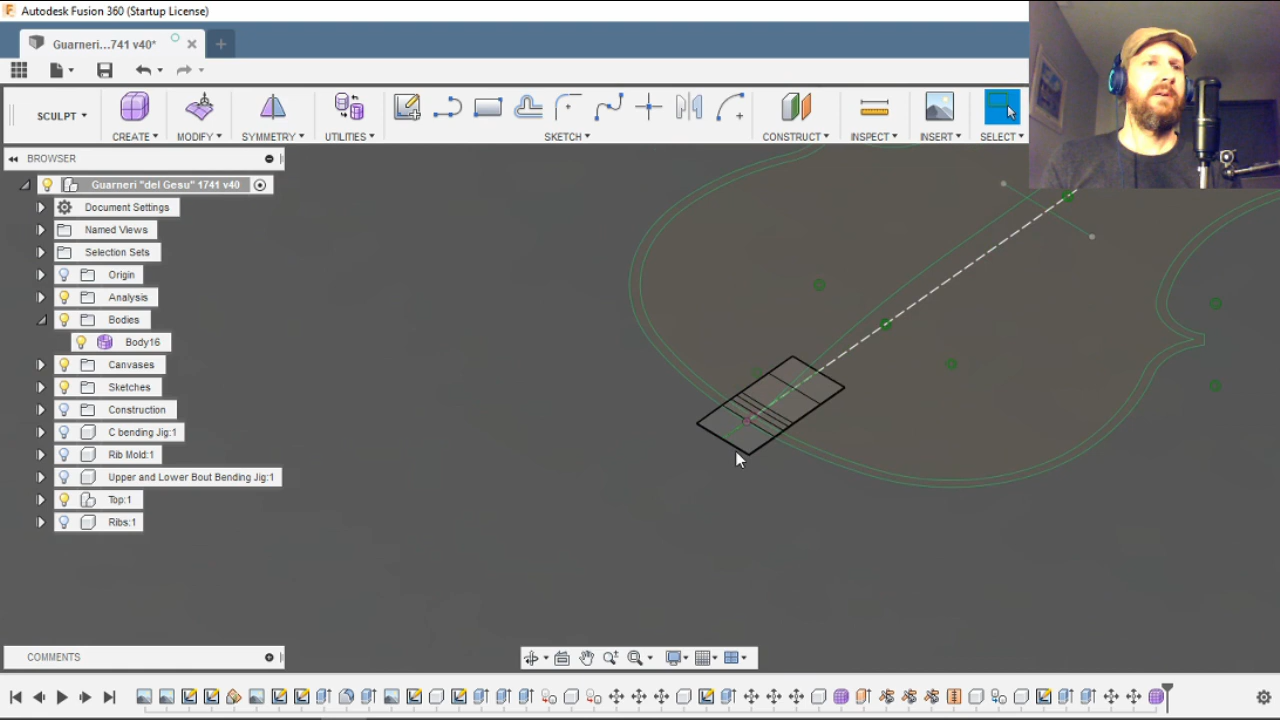 Autodesk Fusion 360 (Startup License)
Guarneri...741 v40*
SCULPT
CREATE
MODIFY
SYMMETRY
UTILITIES
SKETCH
CONSTRUCT
INSPECT
INSERT
SELECT
BROWSER
Guarneri "del Gesu" 1741 v40
Document Settings
Named Views
Selection Sets
Origin
Analysis
Bodies
Body16
Canvases
Sketches
Construction
C bending Jig:1
Rib Mold:1
Upper and Lower Bout Bending Jig:1
Top:1
Ribs:1
COMMENTS